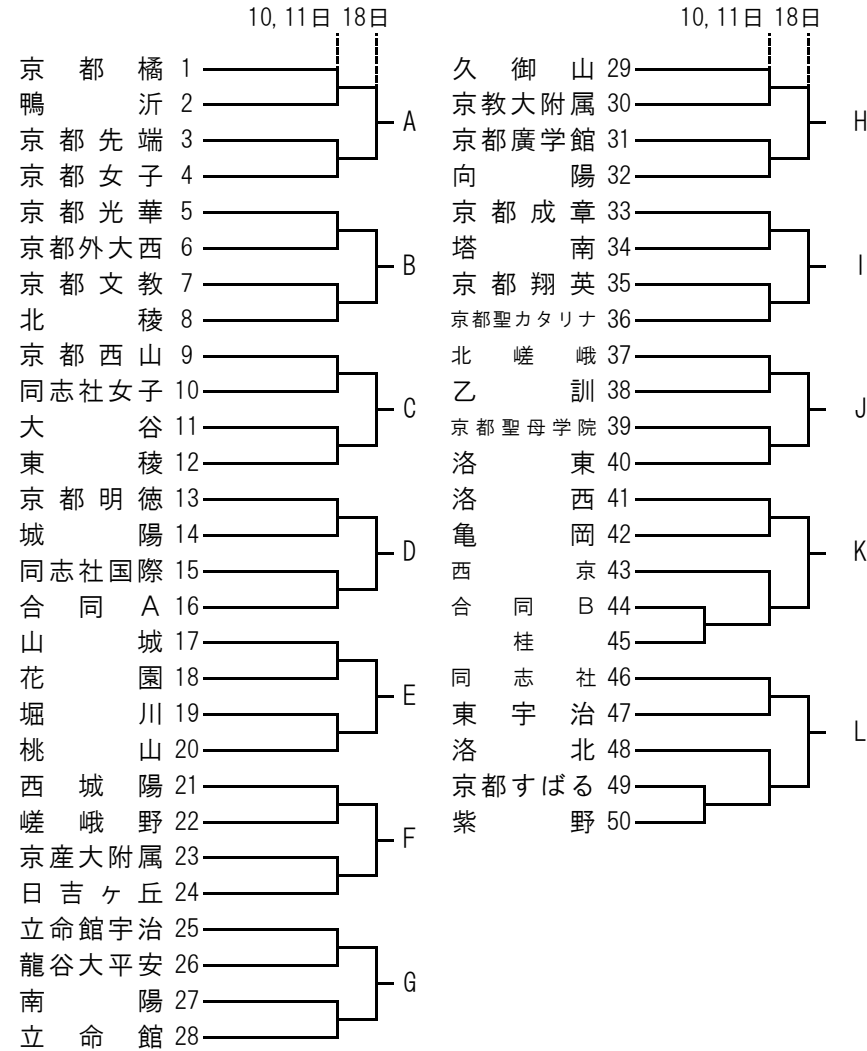 10, 11日 18日
京都橘 1
鴨沂 2
A
京都先端 3
京都女子 4
京都光華 5
京都外大西 6
B
京都文教 7
北稜 8
京都西山 9
同志社女子 10
C
大谷 11
東稜 12
京都明徳 13
城陽 14
D
同志社国際 15
合同A 16
山城 17
花園 18
E
堀川 19
桃山 20
西城陽 21
嵯峨野 22
F
京産大附属 23
日吉ヶ丘 24
立命館宇治 25
龍谷大平安 26
G
南陽 27
立命館 28
10, 11日 18日
久御山 29
京教大附属 30
H
京都廣学館 31
向陽 32
京都成章 33
塔南 34
I
京都翔英 35
京都聖カタリナ 36
北嵯峨 37
乙訓 38
J
京都聖母学院 39
洛東 40
洛西 41
亀岡 42
K
西京 43
合同B 44
桂 45
同志社 46
東宇治 47
L
洛北 48
京都すばる 49
紫野 50